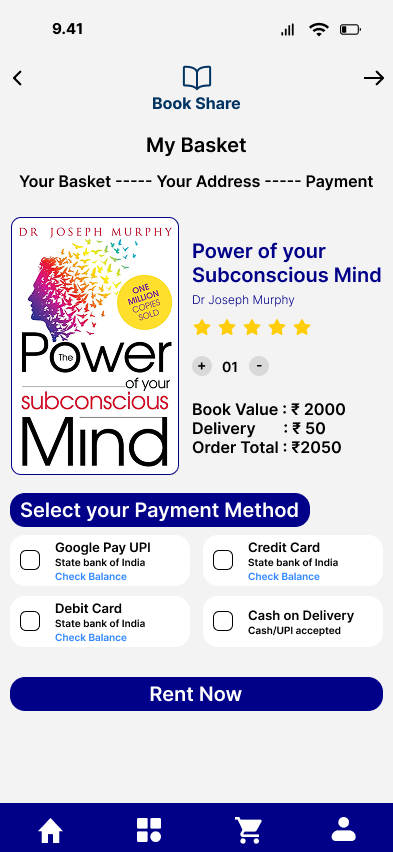 9.41
Book Share
My Basket
Your Basket ----- Your Address ----- Payment
DR JOSEPH MURPHY
ONE
MILLION
COPIES
SOLD
The Power
of your
subconscious
Mind
Power of your
Subconscious Mind
Dr Joseph Murphy
+ 01 -
Book Value : ₹ 2000
Delivery : ₹ 50
Order Total : ₹2050
Select your Payment Method
Google Pay UPI
State bank of India
Check Balance
Credit Card
State bank of India
Check Balance
Debit Card
State bank of India
Check Balance
Cash on Delivery
Cash/UPI accepted
Rent Now